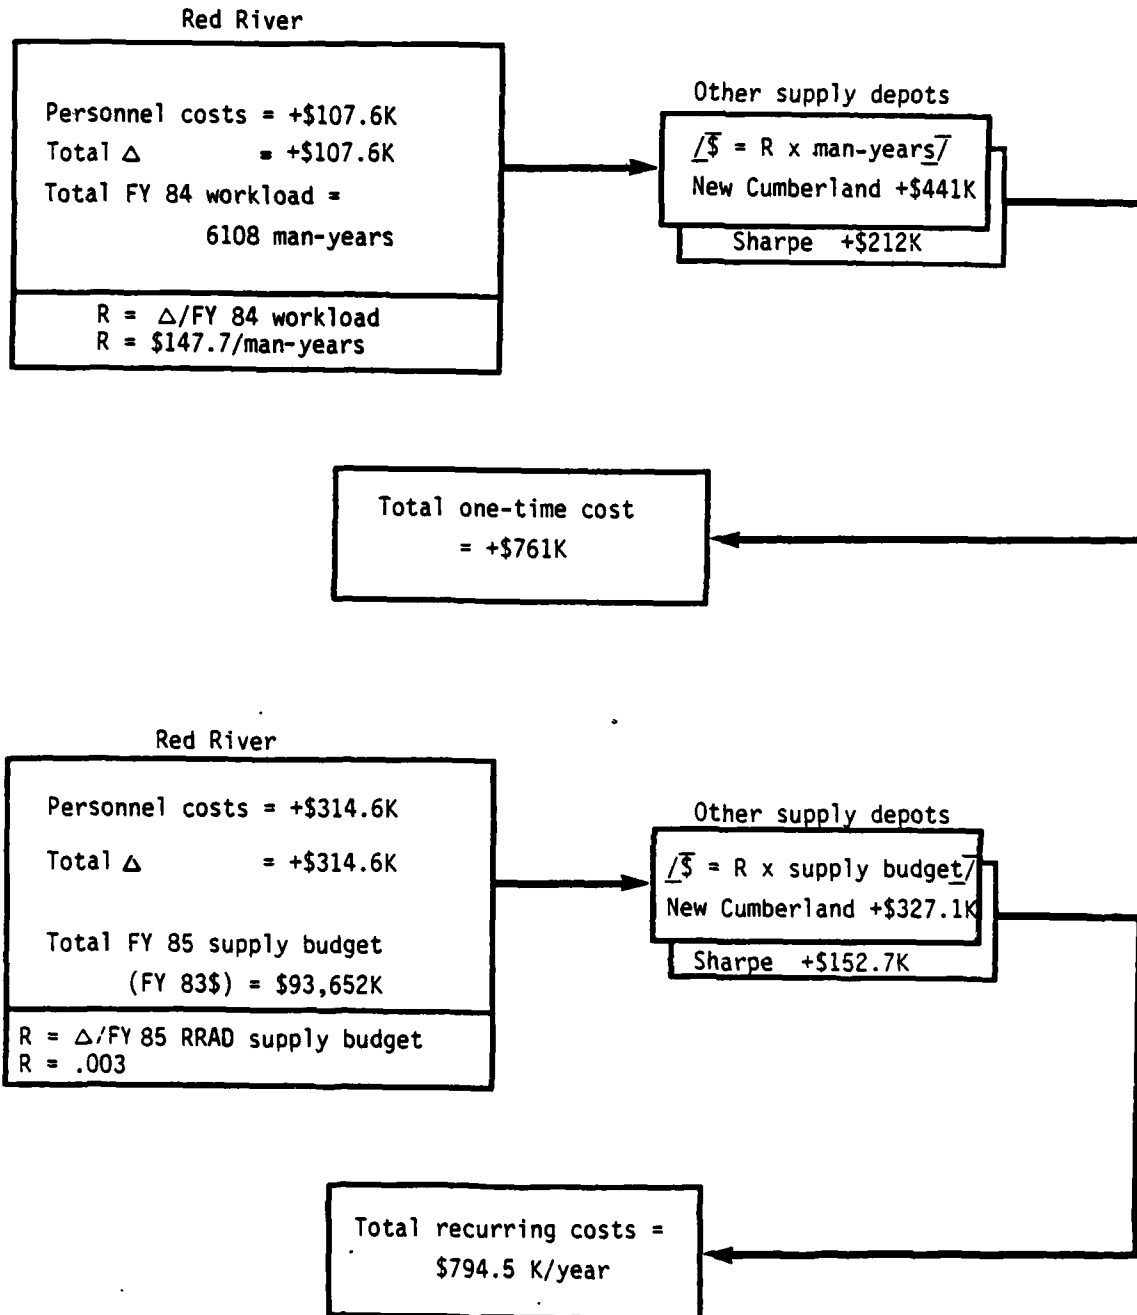 Red River
Personnel costs = +$107.6K
Total Δ = +$107.6K
Total FY 84 workload =
6108 man-years
R = Δ/FY 84 workload
R = $147.7/man-years
Other supply depots
/$ = R x man-years/
New Cumberland +$441K
Sharpe +$212K
Total one-time cost
= +$761K
Red River
Personnel costs = +$314.6K
Total Δ = +$314.6K
Total FY 85 supply budget
(FY 83$) = $93,652K
R = Δ/FY 85 RRAD supply budget
R = .003
Other supply depots
/$ = R x supply budget/
New Cumberland +$327.1K
Sharpe +$152.7K
Total recurring costs =
$794.5 K/year